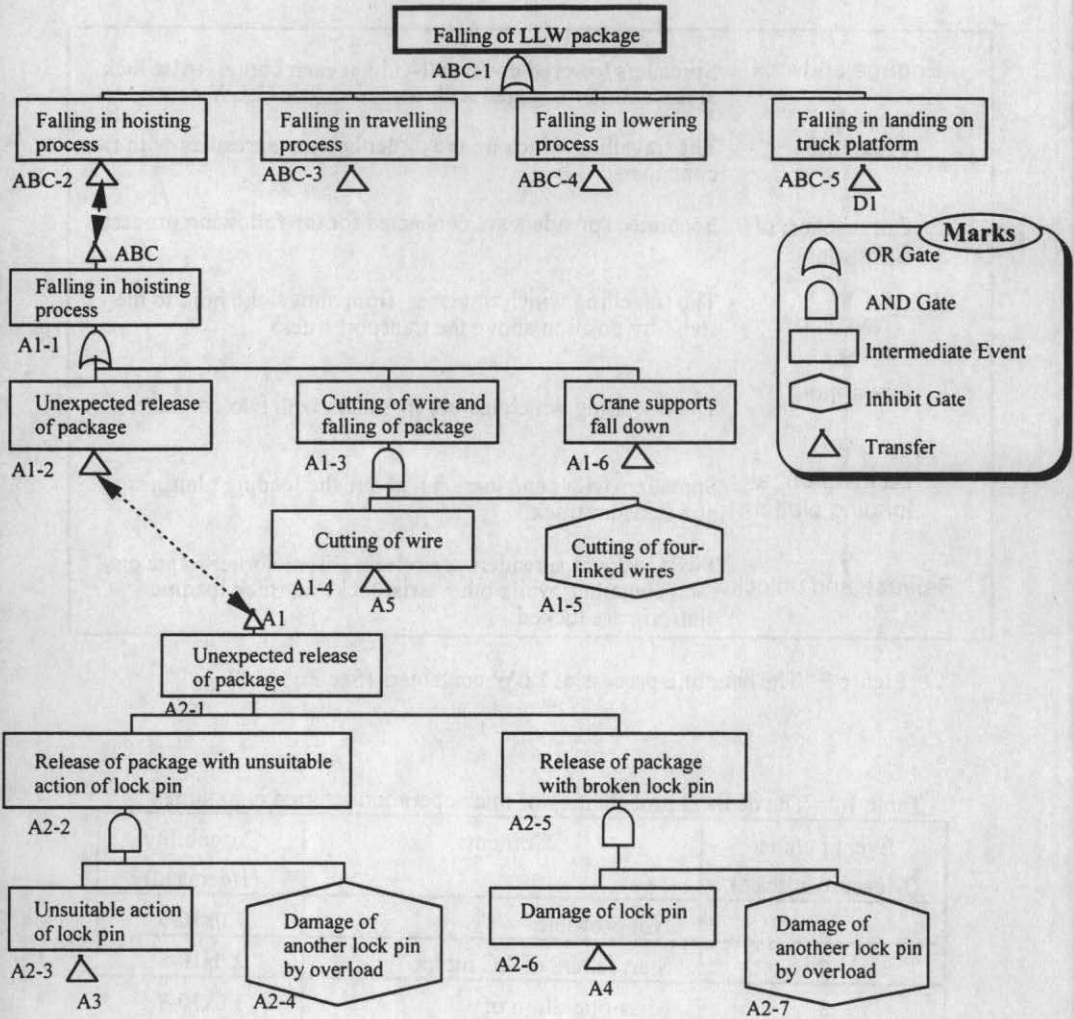 Falling of LLW package
ABC-1
Falling in hoisting
process
Falling in travelling
process
Falling in lowering
process
Falling in landing on
truck platform
ABC-2
ABC-3
ABC-4
ABC-5
D1
ABC
Falling in hoisting
process
A1-1
Marks
OR Gate
AND Gate
Intermediate Event
Inhibit Gate
Transfer
Unexpected release
of package
Cutting of wire and
falling of package
Crane supports
fall down
A1-2
A1-3
A1-6
Cutting of wire
Cutting of four-
linked wires
A1-4
A5
A1-5
A1
Unexpected release
of package
A2-1
Release of package with unsuitable
action of lock pin
Release of package
with broken lock pin
A2-2
A2-5
Unsuitable action
of lock pin
Damage of
another lock pin
by overload
Damage of lock pin
Damage of
anotheer lock pin
by overload
A2-3
A3
A2-4
A2-6
A4
A2-7